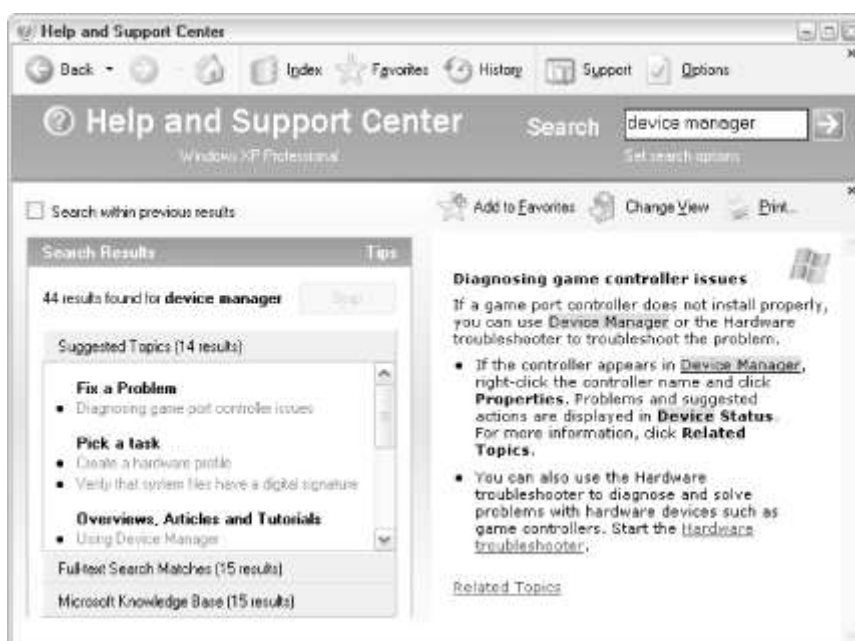 Help and Support Center
Back
Index
Favorites
History
Support
Options
Help and Support Center
Windows XP Professional
Search
device manager
Set search options
Search within previous results
Add to Favorites
Change View
Print...
Search Results
Tips
44 results found for device manager
Suggested Topics (14 results)
Fix a Problem
• Diagnosing game port controller issues
Pick a task
• Create a hardware profile
• Verify that system files have a digital signature
Overviews, Articles and Tutorials
• Using Device Manager
Full-text Search Matches (15 results)
Microsoft Knowledge Base (15 results)
Diagnosing game controller issues
If a game port controller does not install properly,
you can use Device Manager or the Hardware
troubleshooter to troubleshoot the problem.
• If the controller appears in Device Manager,
right-click the controller name and click
Properties. Problems and suggested
actions are displayed in Device Status.
For more information, click Related
Topics.
• You can also use the Hardware
troubleshooter to diagnose and solve
problems with hardware devices such as
game controllers. Start the Hardware
troubleshooter.
Related Topics